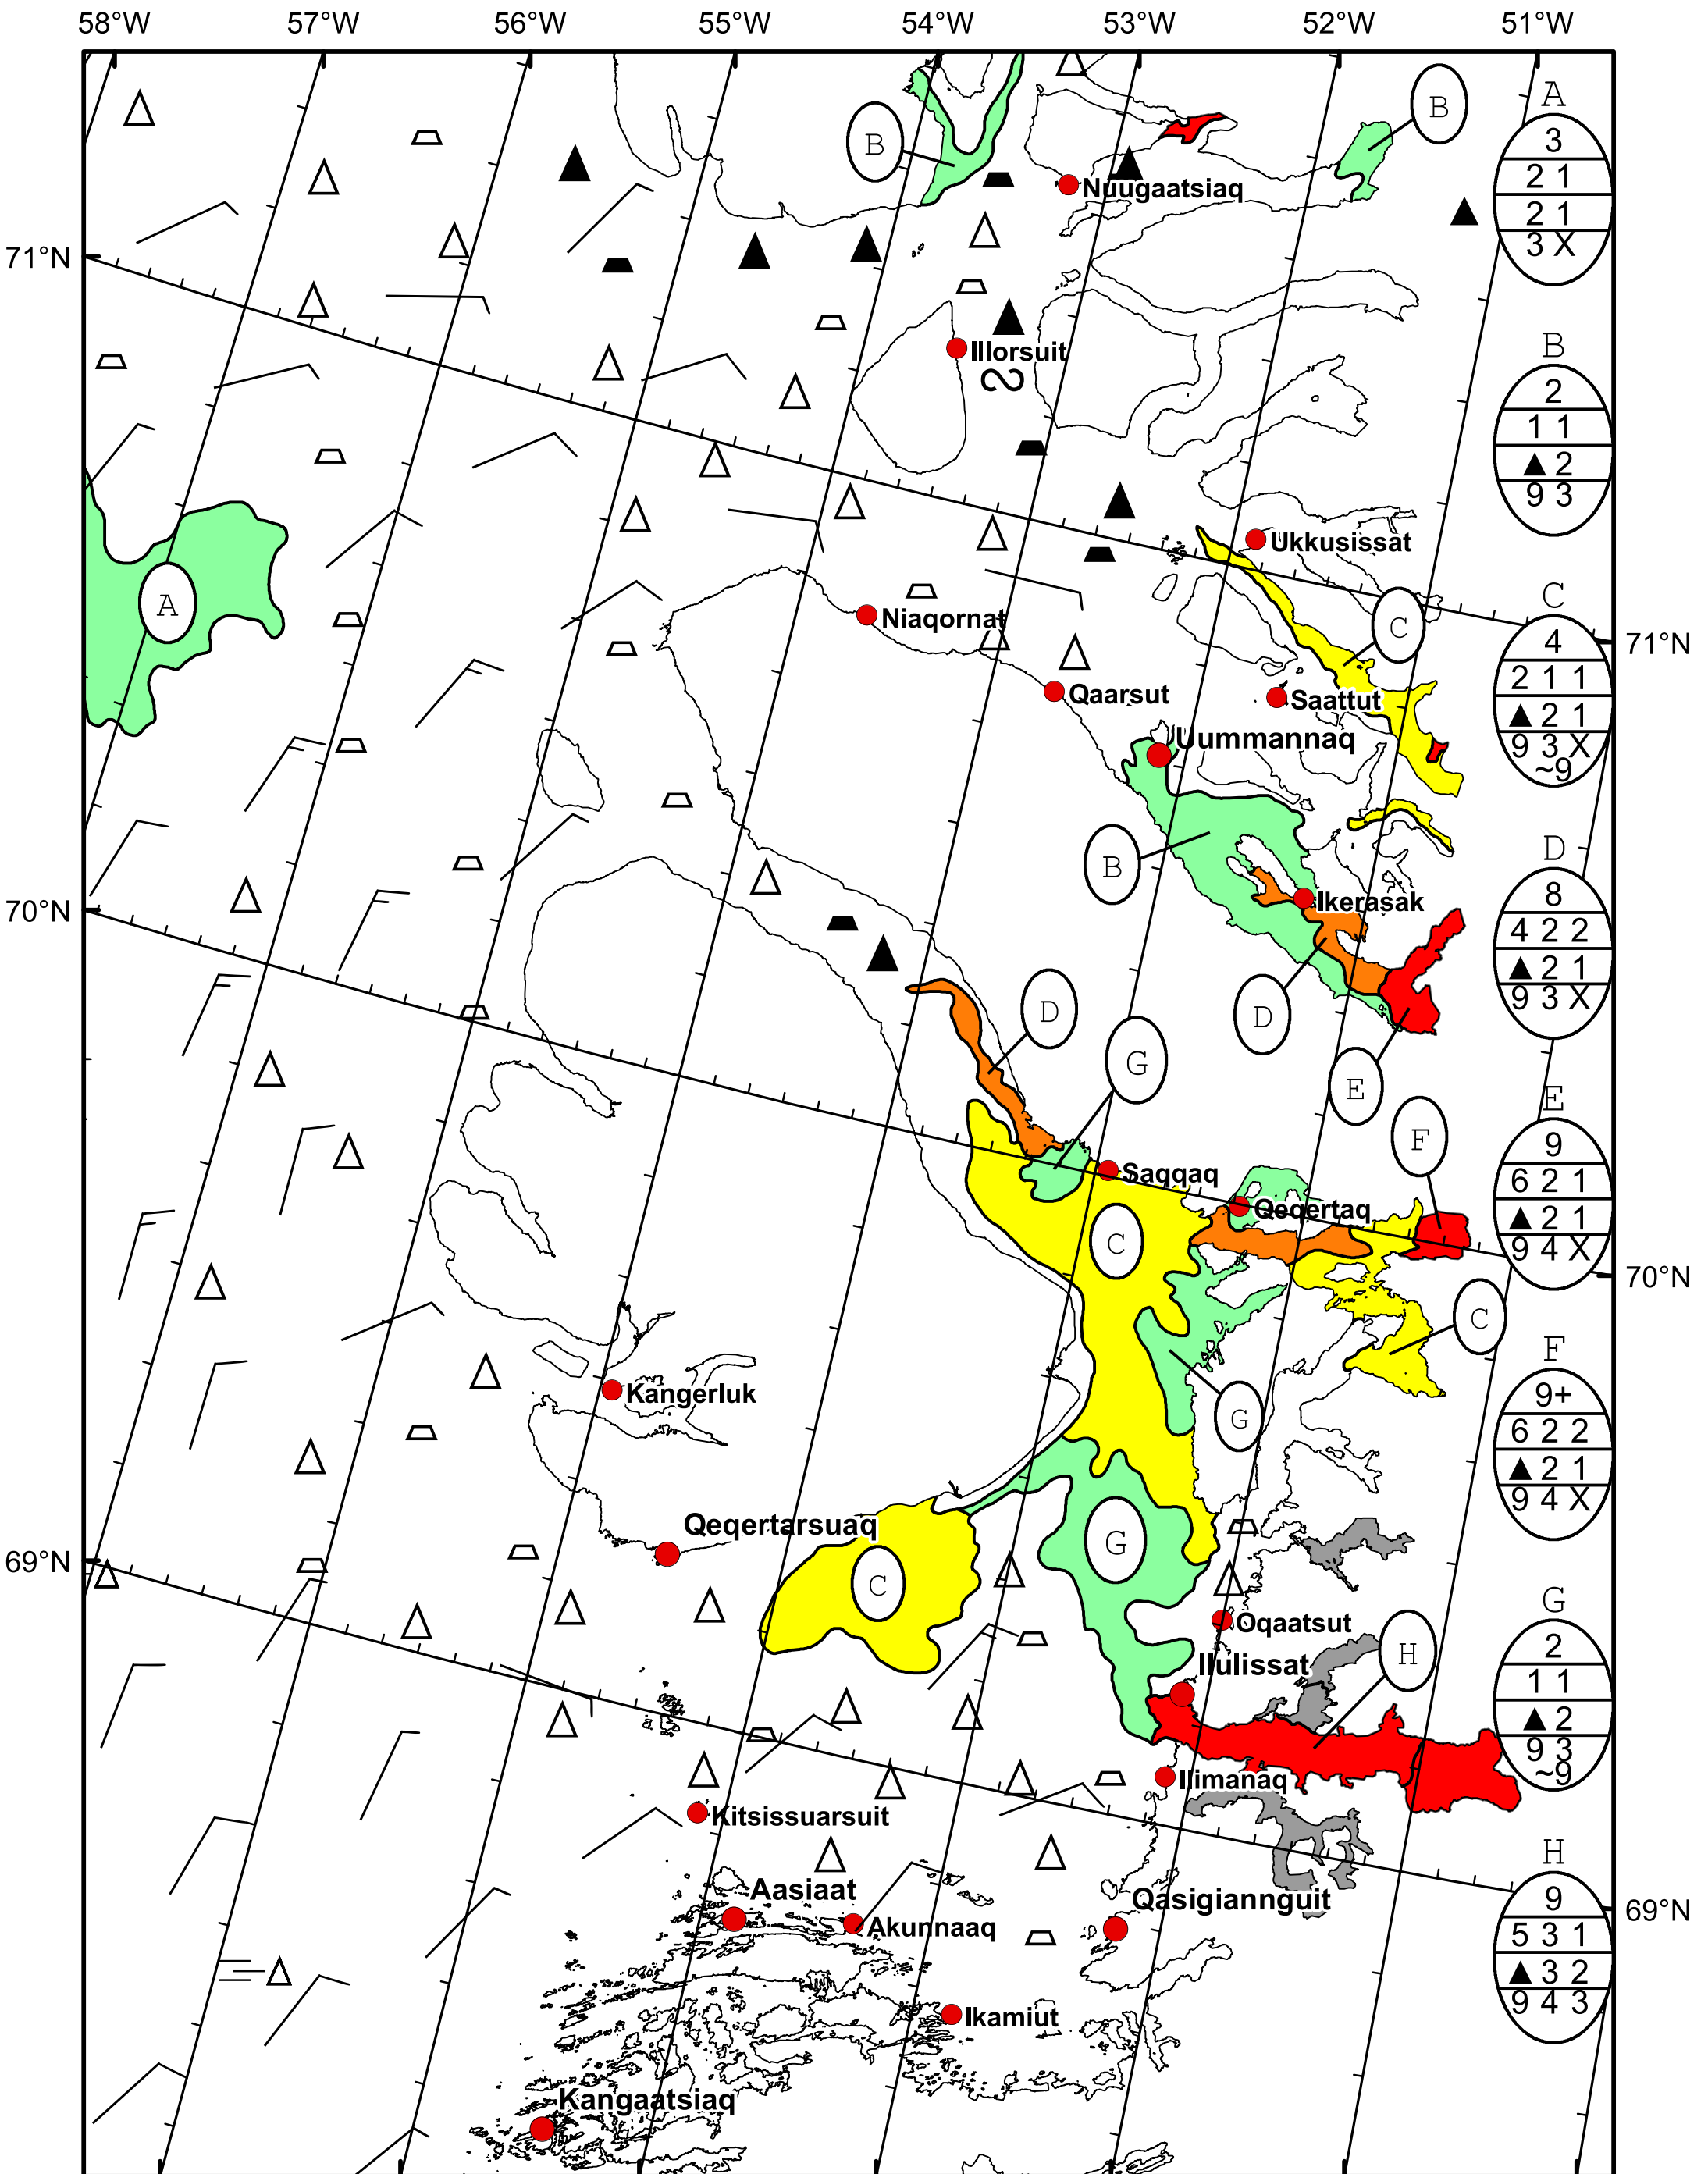 58°W 57°W 56°W 55°W 54°W 53°W 52°W 51°W
A
3
2 1
2 1
3 X
B
B
Nuugaatsiaq
71°N
Illorsuit
B
2
1 1
▲ 2
9 3
Ukkusissat
A
Niaqornat
C
71°N
C
4
2 1 1
▲ 2 1
9 3 X
~9
Qaarsut
Saattut
Uummannaq
B
Ikerasak
70°N
D
8
4 2 2
▲ 2 1
9 3 X
D
D
G
E
F
E
9
6 2 1
▲ 2 1
9 4 X
Saqqaq
Qeqertaq
C
70°N
C
Kangerluk
G
F
9+
6 2 2
▲ 2 1
9 4 X
Qeqertarsuaq
G
69°N
C
Oqaatsut
Ilulissat
H
G
2
1 1
▲ 2
9 3
~9
Ilimanaq
Kitsissuarsuit
Aasiaat
Akunnaaq
Qasigiannguit
69°N
H
9
5 3 1
▲ 3 2
9 4 3
Ikamiut
Kangaatsiaq